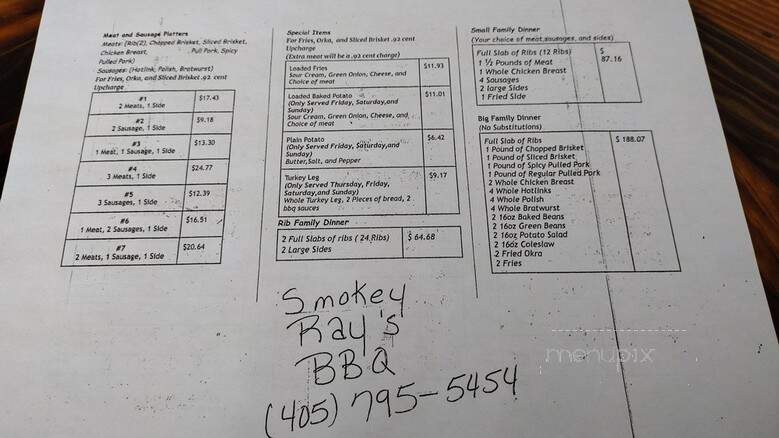 Meat and Sausage Platters
Meats: (Rib(2), Chopped Brisket, Sliced Brisket,
Chicken Breast, Pull Pork, Spicy
Pulled Pork)
Sausages: (Hotlink, Polish, Bratwurst)
For Fries, Orka, and Sliced Brisket .92 cent
Upcharge
#1 $17.43
2 Meats, 1 Side
#2 $9.18
2 Sausage, 1 Side
#3 $13.30
1 Meat, 1 Sausage, 1 Side
#4 $24.77
3 Meats, 1 Side
#5 $12.39
3 Sausages, 1 Side
#6 $16.51
1 Meat, 2 Sausages, 1 Side
#7 $20.64
2 Meats, 1 Sausage, 1 Side
Special Items
For Fries, Orka, and Sliced Brisket .92 cent
Upcharge
(Extra meat will be a .92 cent charge)
Loaded Fries $11.93
Sour Cream, Green Onion, Cheese, and
Choice of meat
Loaded Baked Potato $11.01
(Only Served Friday, Saturday,and
Sunday)
Sour Cream, Green Onion, Cheese, and
Choice of meat
Plain Potato $6.42
(Only Served Friday, Saturday,and
Sunday)
Butter,Salt, and Pepper
Turkey Leg $9.17
(Only Served Thursday, Friday,
Saturday,and Sunday)
Whole Turkey Leg, 2 Pieces of bread, 2
bbq sauces
Rib Family Dinner
2 Full Slabs of ribs ( 24 Ribs) $ 64.68
2 Large Sides
Small Family Dinner
(Your choice of meat,sausages, and sides)
Full Slab of Ribs (12 Ribs) $
87.16
1 ½ Pounds of Meat
1 Whole Chicken Breast
4 Sausages
2 large Sides
1 Fried Side
Big Family Dinner
(No Substitutions)
Full Slab of Ribs $ 188.07
1 Pound of Chopped Brisket
1 Pound of Sliced Brisket
1 Pound of Spicy Pulled Pork
1 Pound of Regular Pulled Pork
2 Whole Chicken Breast
4 Whole Hotlinks
4 Whole Polish
4 Whole Bratwurst
2 16oz Baked Beans
2 16oz Green Beans
2 16oz Potato Salad
2 16oz Coleslaw
2 Fried Okra
2 Fries
Smokey
Ray's
BBQ
(405) 795-5454
menupix